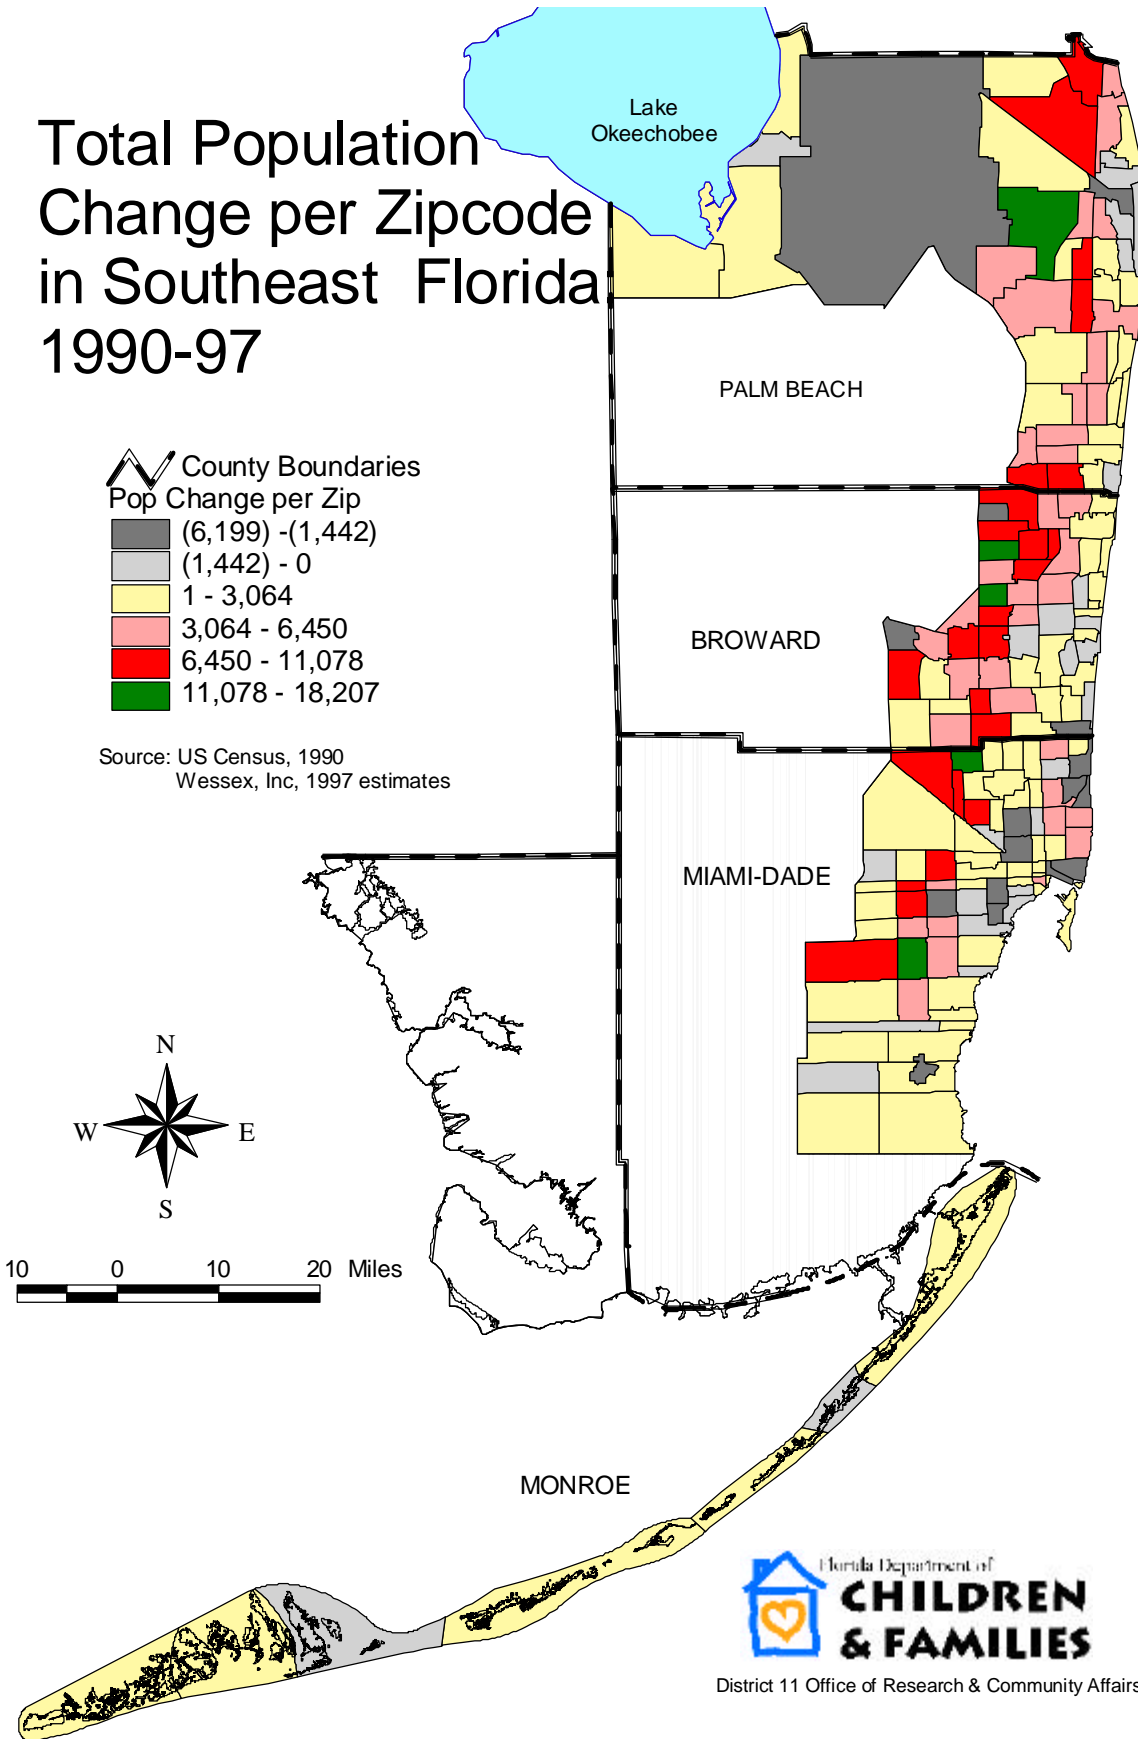 Lake
Okeechobee
Total Population
Change per Zipcode
in Southeast Florida
1990-97
PALM BEACH
County Boundaries
Pop Change per Zip
(6,199) -(1,442)
(1,442) - 0
1 - 3,064
3,064 - 6,450
6,450 - 11,078
11,078 - 18,207
BROWARD
Source: US Census, 1990
Wessex, Inc, 1997 estimates
MIAMI-DADE
N
W E
S
10 0 10 20 Miles
MONROE
Florida Department of
CHILDREN
& FAMILIES
District 11 Office of Research & Community Affairs